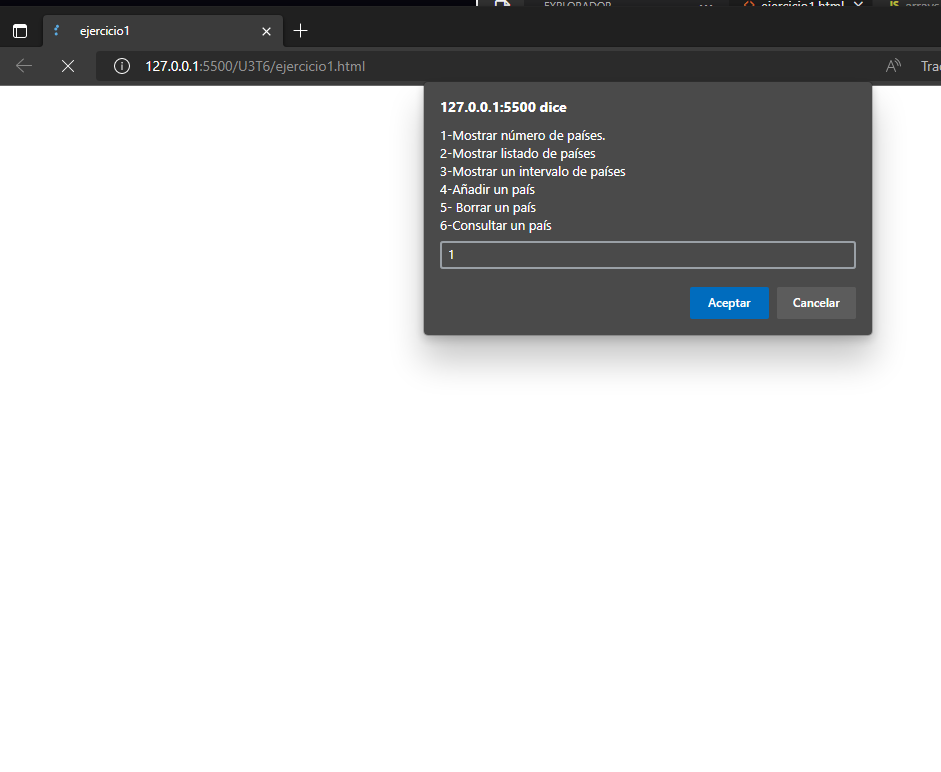 EXPLORADOR ... ejercicio1.html JS arrays
ejercicio1
127.0.0.1:5500/U3T6/ejercicio1.html
127.0.0.1:5500 dice
1-Mostrar número de países.
2-Mostrar listado de países
3-Mostrar un intervalo de países
4-Añadir un país
5- Borrar un país
6-Consultar un país
1
Aceptar Cancelar